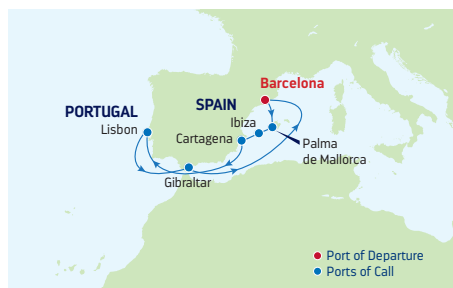 Barcelona
SPAIN
PORTUGAL
Ibiza
Lisbon
Cartagena
Palma
de Mallorca
Gibraltar
Port of Departure
Ports of Call